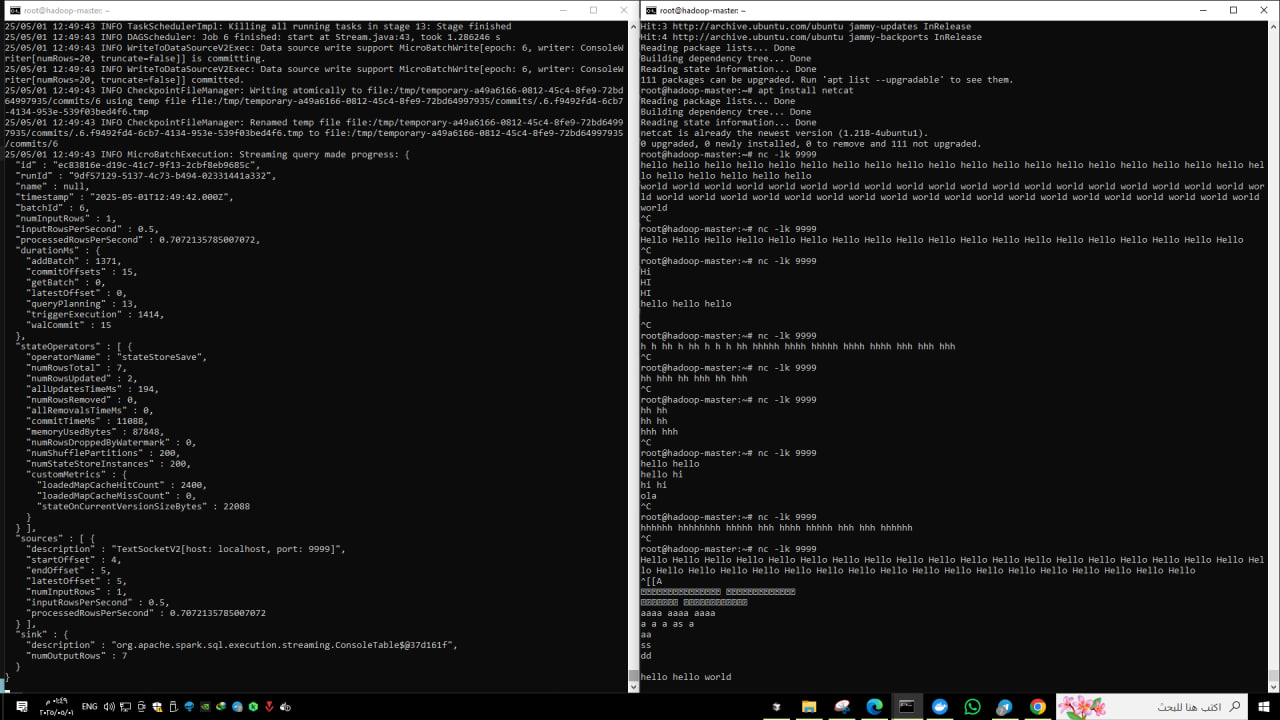 root@hadoop-master: ~
25/05/01 12:49:43 INFO TaskSchedulerImpl: Killing all running tasks in stage 13: Stage finished
25/05/01 12:49:43 INFO DAGScheduler: Job 6 finished: start at Stream.java:43, took 1.286246 s
25/05/01 12:49:43 INFO WriteToDataSourceV2Exec: Data source write support MicroBatchWrite[epoch: 6, writer: ConsoleW
riter[numRows=20, truncate=false]] is committing.
25/05/01 12:49:43 INFO WriteToDataSourceV2Exec: Data source write support MicroBatchWrite[epoch: 6, writer: ConsoleW
riter[numRows=20, truncate=false]] committed.
25/05/01 12:49:43 INFO CheckpointFileManager: Writing atomically to file:/tmp/temporary-a49a6166-0812-45c4-8efe-72bd
64997935/commits/6 using temp file file:/tmp/temporary-a49a6166-0812-45c4-8efe-72bd64997935/commits/.6.f9492fd4-6cb7
-4134-953e-539f03bed4f6.tmp
25/05/01 12:49:43 INFO CheckpointFileManager: Renamed temp file file:/tmp/temporary-a49a6166-0812-45c4-8efe-72bd6499
7935/commits/.6.f9492fd4-6cb7-4134-953e-539f03bed4f6.tmp to file:/tmp/temporary-a49a6166-0812-45c4-8efe-72bd64997935
/commits/6
25/05/01 12:49:43 INFO MicroBatchExecution: Streaming query made progress: {
"id" : "ec83816e-d19c-41c7-9f13-2cbf8eb9685c",
"runId" : "9df57129-5137-4c73-b494-02331441a332",
"name" : null,
"timestamp" : "2025-05-01T12:49:42.000Z",
"batchId" : 6,
"numInputRows" : 1,
"inputRowsPerSecond" : 0.5,
"processedRowsPerSecond" : 0.7072135785007072,
"durationMs" : {
"addBatch" : 1371,
"commitOffsets" : 15,
"getBatch" : 0,
"latestOffset" : 0,
"queryPlanning" : 13,
"triggerExecution" : 1414,
"walCommit" : 15
},
"stateOperators" : [ {
"operatorName" : "stateStoreSave",
"numRowsTotal" : 7,
"numRowsUpdated" : 2,
"allUpdatesTimeMs" : 194,
"numRowsRemoved" : 0,
"allRemovalsTimeMs" : 0,
"commitTimeMs" : 11088,
"memoryUsedBytes" : 87848,
"numRowsDroppedByWatermark" : 0,
"numShufflePartitions" : 200,
"numStateStoreInstances" : 200,
"customMetrics" : {
"loadedMapCacheHitCount" : 2400,
"loadedMapCacheMissCount" : 0,
"stateOnCurrentVersionSizeBytes" : 22088
}
} ],
"sources" : [ {
"description" : "TextSocketV2[host: localhost, port: 9999]",
"startOffset" : 4,
"endOffset" : 5,
"latestOffset" : 5,
"numInputRows" : 1,
"inputRowsPerSecond" : 0.5,
"processedRowsPerSecond" : 0.7072135785007072
} ],
"sink" : {
"description" : "org.apache.spark.sql.execution.streaming.ConsoleTable$@37d161f",
"numOutputRows" : 7
}
}
root@hadoop-master: ~
Hit:3 http://archive.ubuntu.com/ubuntu jammy-updates InRelease
Hit:4 http://archive.ubuntu.com/ubuntu jammy-backports InRelease
Reading package lists... Done
Building dependency tree... Done
Reading state information... Done
111 packages can be upgraded. Run 'apt list --upgradable' to see them.
root@hadoop-master:~# apt install netcat
Reading package lists... Done
Building dependency tree... Done
Reading state information... Done
netcat is already the newest version (1.218-4ubuntu1).
0 upgraded, 0 newly installed, 0 to remove and 111 not upgraded.
root@hadoop-master:~# nc -lk 9999
hello hello hello hello hello hello hello hello hello hello hello hello hello hello hello hello hello hello hello hel
lo hello hello hello hello hello
world world world world world world world world world world world world world world world world world world world wor
ld world world world world world world world world world world world world world world world world world world world
world
^C
root@hadoop-master:~# nc -lk 9999
Hello Hello Hello Hello Hello Hello Hello Hello Hello Hello Hello Hello Hello Hello Hello Hello Hello Hello Hello
^C
root@hadoop-master:~# nc -lk 9999
Hi
HI
HI
hello hello hello
^C
root@hadoop-master:~# nc -lk 9999
h h hh h hh h h h hh hhhhh hhhh hhhhh hhhh hhhh hhh hhh hhh
^C
root@hadoop-master:~# nc -lk 9999
hh hhh hh hhh hh hhh
^C
root@hadoop-master:~# nc -lk 9999
hh hh
hh hh
hhh hhh
^C
root@hadoop-master:~# nc -lk 9999
hello hello
hello hi
hi hi
ola
^C
root@hadoop-master:~# nc -lk 9999
hhhhhh hhhhhhhh hhhhh hhh hhhh hhhhh hhh hhh hhhhhh
^C
root@hadoop-master:~# nc -lk 9999
Hello Hello Hello Hello Hello Hello Hello Hello Hello Hello Hello Hello Hello Hello Hello Hello Hello Hello Hello Hel
lo Hello Hello Hello Hello Hello Hello Hello Hello Hello Hello Hello Hello Hello Hello Hello Hello Hello
^[[A
aaaa aaaa aaaa
a a a as a
aa
ss
dd
hello hello world
ENG
٠١:٤٩ م
٢٠٢٥/٠٥/٠١
اكتب هنا للبحث